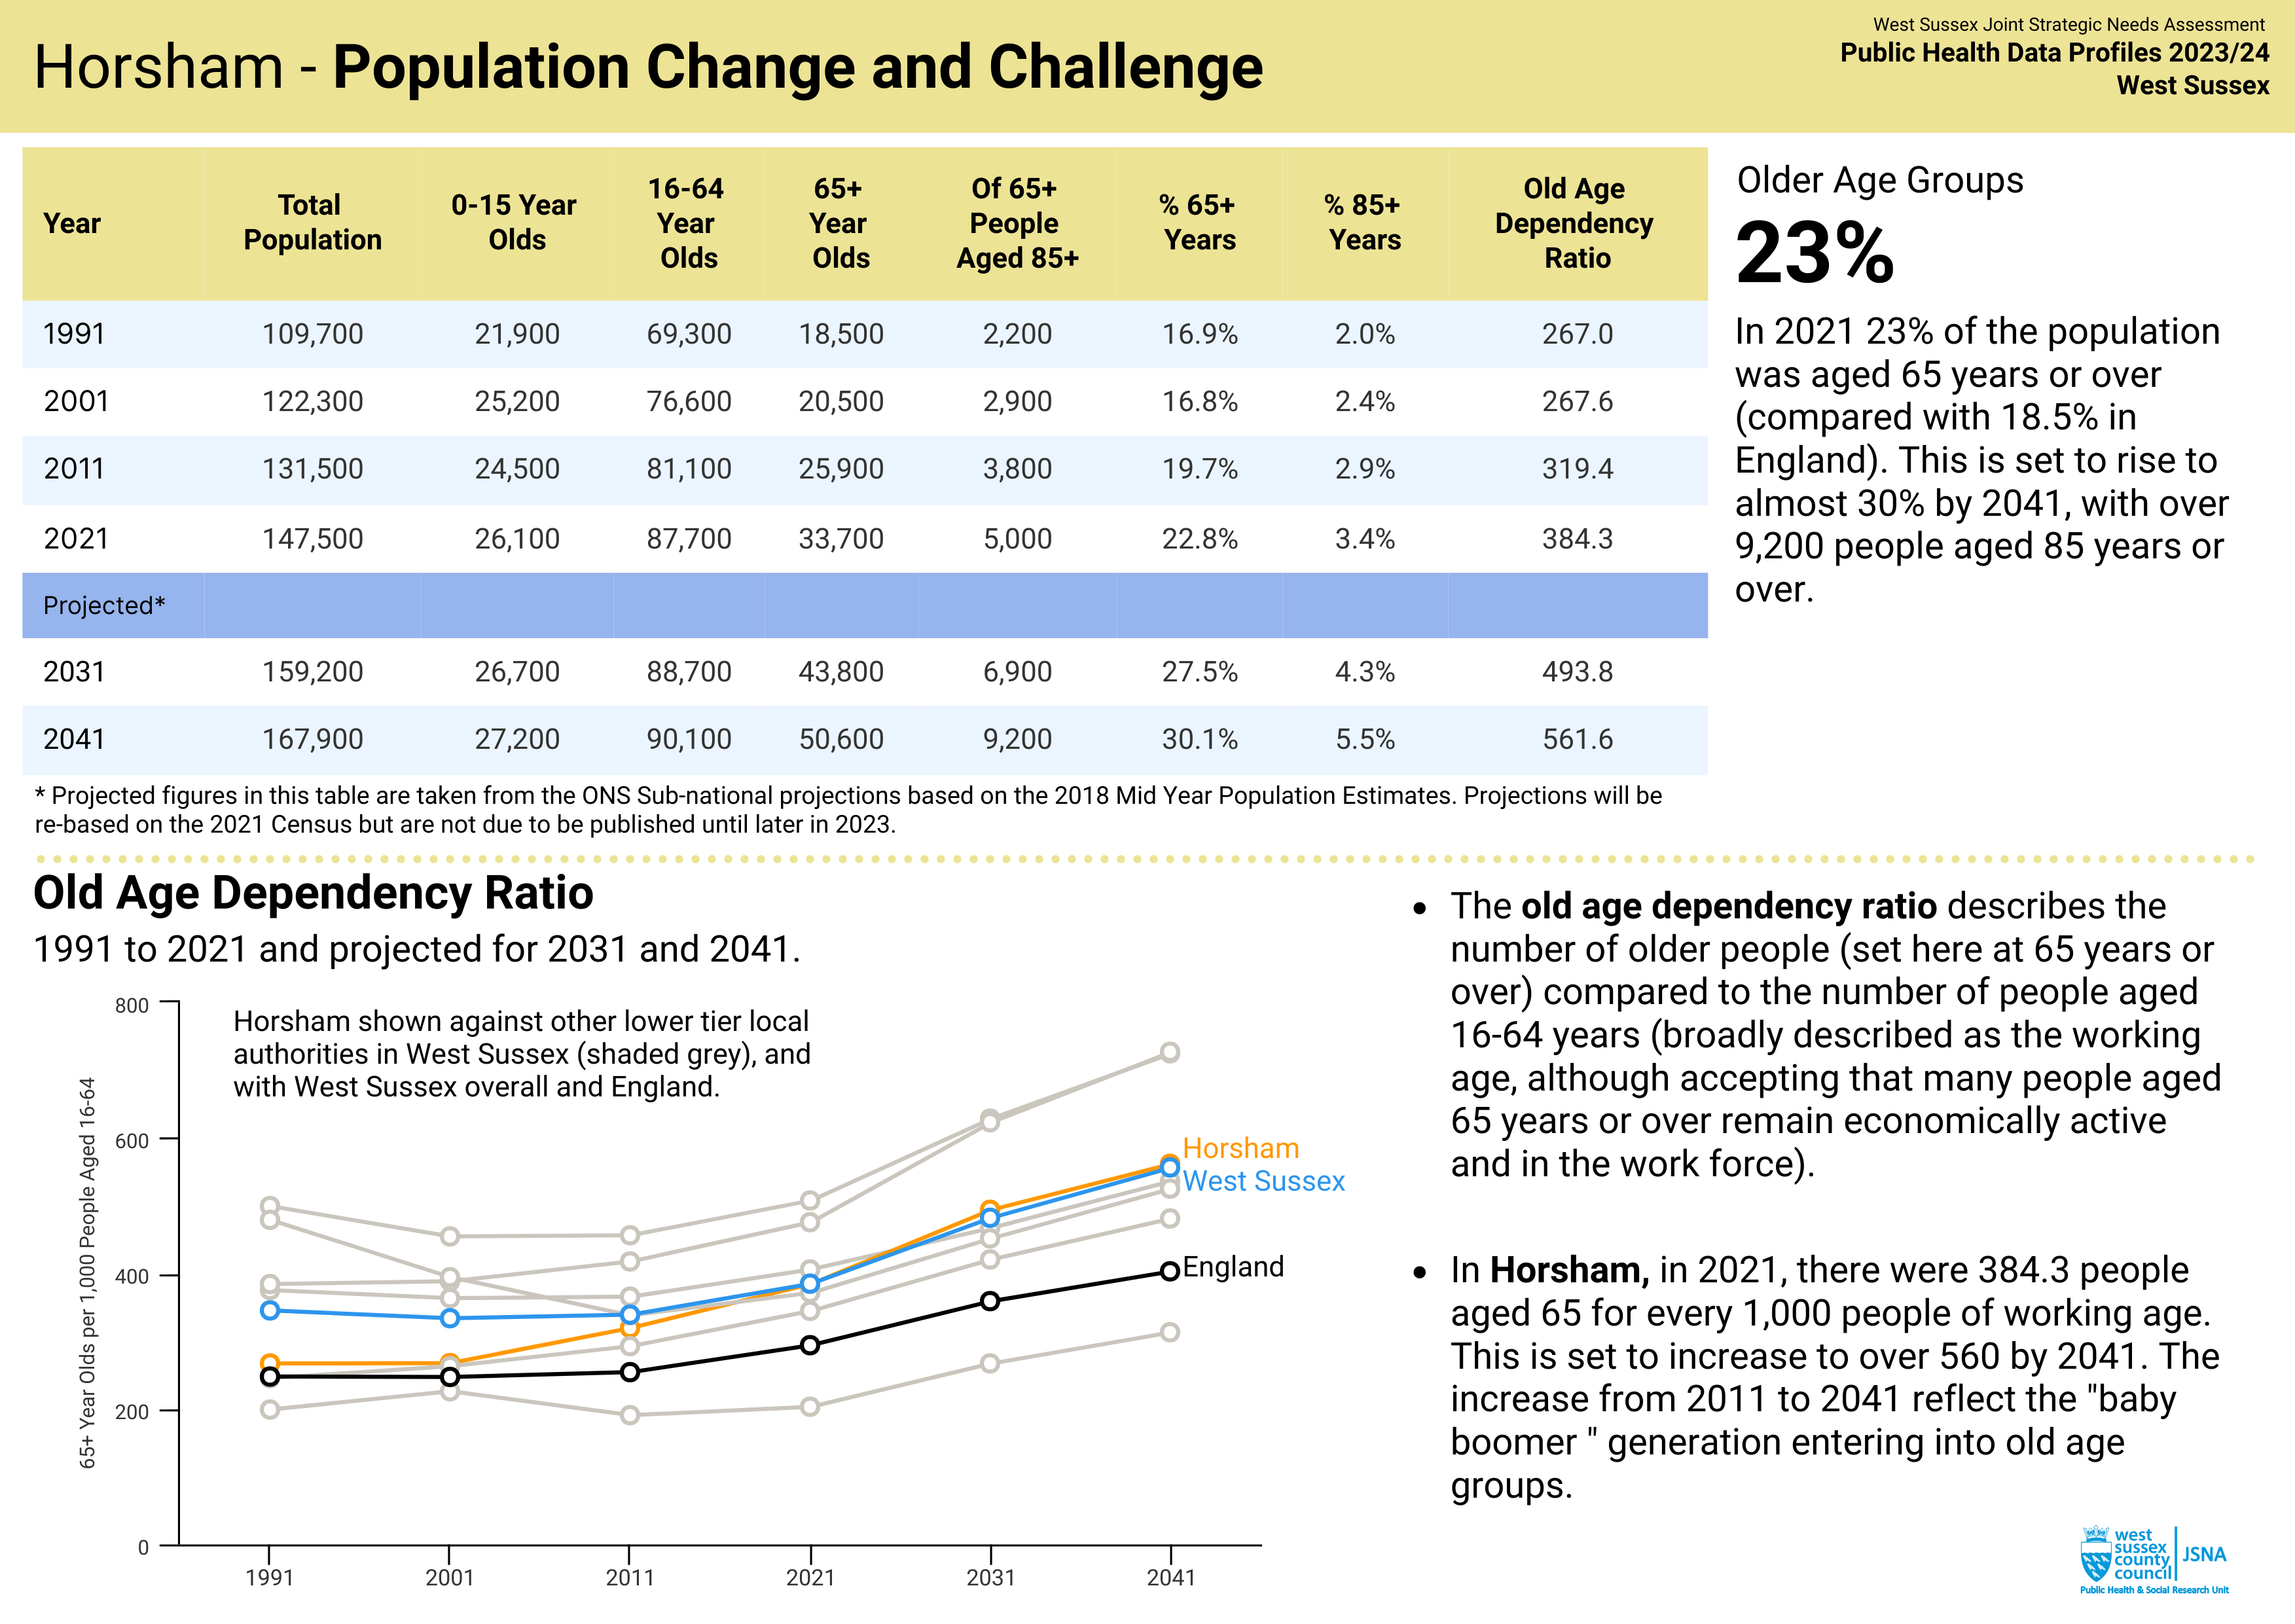 Horsham - Population Change and Challenge
West Sussex Joint Strategic Needs Assessment
Public Health Data Profiles 2023/24
West Sussex
Year Total Population 0-15 Year Olds 16-64 Year Olds 65+ Year Olds Of 65+ People Aged 85+ % 65+ Years % 85+ Years Old Age Dependency Ratio
1991 109,700 21,900 69,300 18,500 2,200 16.9% 2.0% 267.0
2001 122,300 25,200 76,600 20,500 2,900 16.8% 2.4% 267.6
2011 131,500 24,500 81,100 25,900 3,800 19.7% 2.9% 319.4
2021 147,500 26,100 87,700 33,700 5,000 22.8% 3.4% 384.3
Projected*
2031 159,200 26,700 88,700 43,800 6,900 27.5% 4.3% 493.8
2041 167,900 27,200 90,100 50,600 9,200 30.1% 5.5% 561.6
* Projected figures in this table are taken from the ONS Sub-national projections based on the 2018 Mid Year Population Estimates. Projections will be
re-based on the 2021 Census but are not due to be published until later in 2023.
Older Age Groups
23%
In 2021 23% of the population
was aged 65 years or over
(compared with 18.5% in
England). This is set to rise to
almost 30% by 2041, with over
9,200 people aged 85 years or
over.
Old Age Dependency Ratio
1991 to 2021 and projected for 2031 and 2041.
Horsham shown against other lower tier local
authorities in West Sussex (shaded grey), and
with West Sussex overall and England.
65+ Year Olds per 1,000 People Aged 16-64
800
600
400
200
0
1991 2001 2011 2021 2031 2041
Horsham
West Sussex
England
• The old age dependency ratio describes the
number of older people (set here at 65 years or
over) compared to the number of people aged
16-64 years (broadly described as the working
age, although accepting that many people aged
65 years or over remain economically active
and in the work force).
• In Horsham, in 2021, there were 384.3 people
aged 65 for every 1,000 people of working age.
This is set to increase to over 560 by 2041. The
increase from 2011 to 2041 reflect the "baby
boomer " generation entering into old age
groups.
west
sussex
county
council
JSNA
Public Health & Social Research Unit